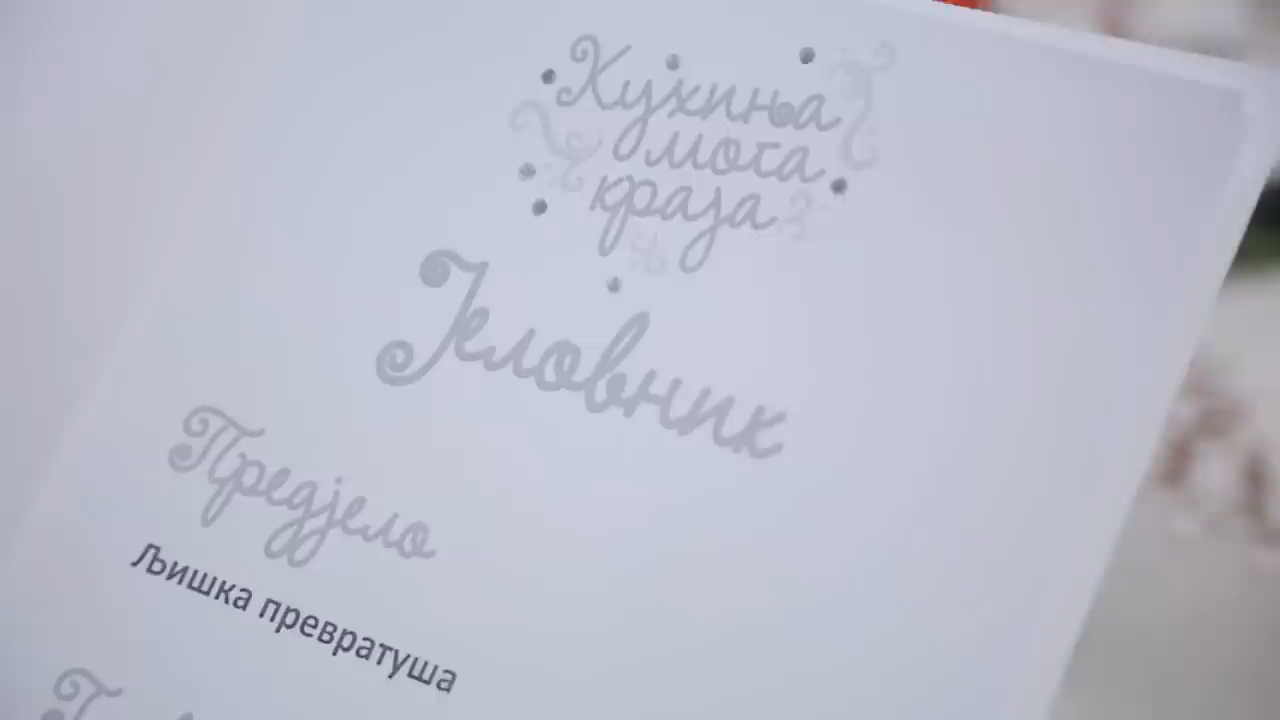 Кухиња
мога
краја
Јеловник
Предјело
Љишка превратуша